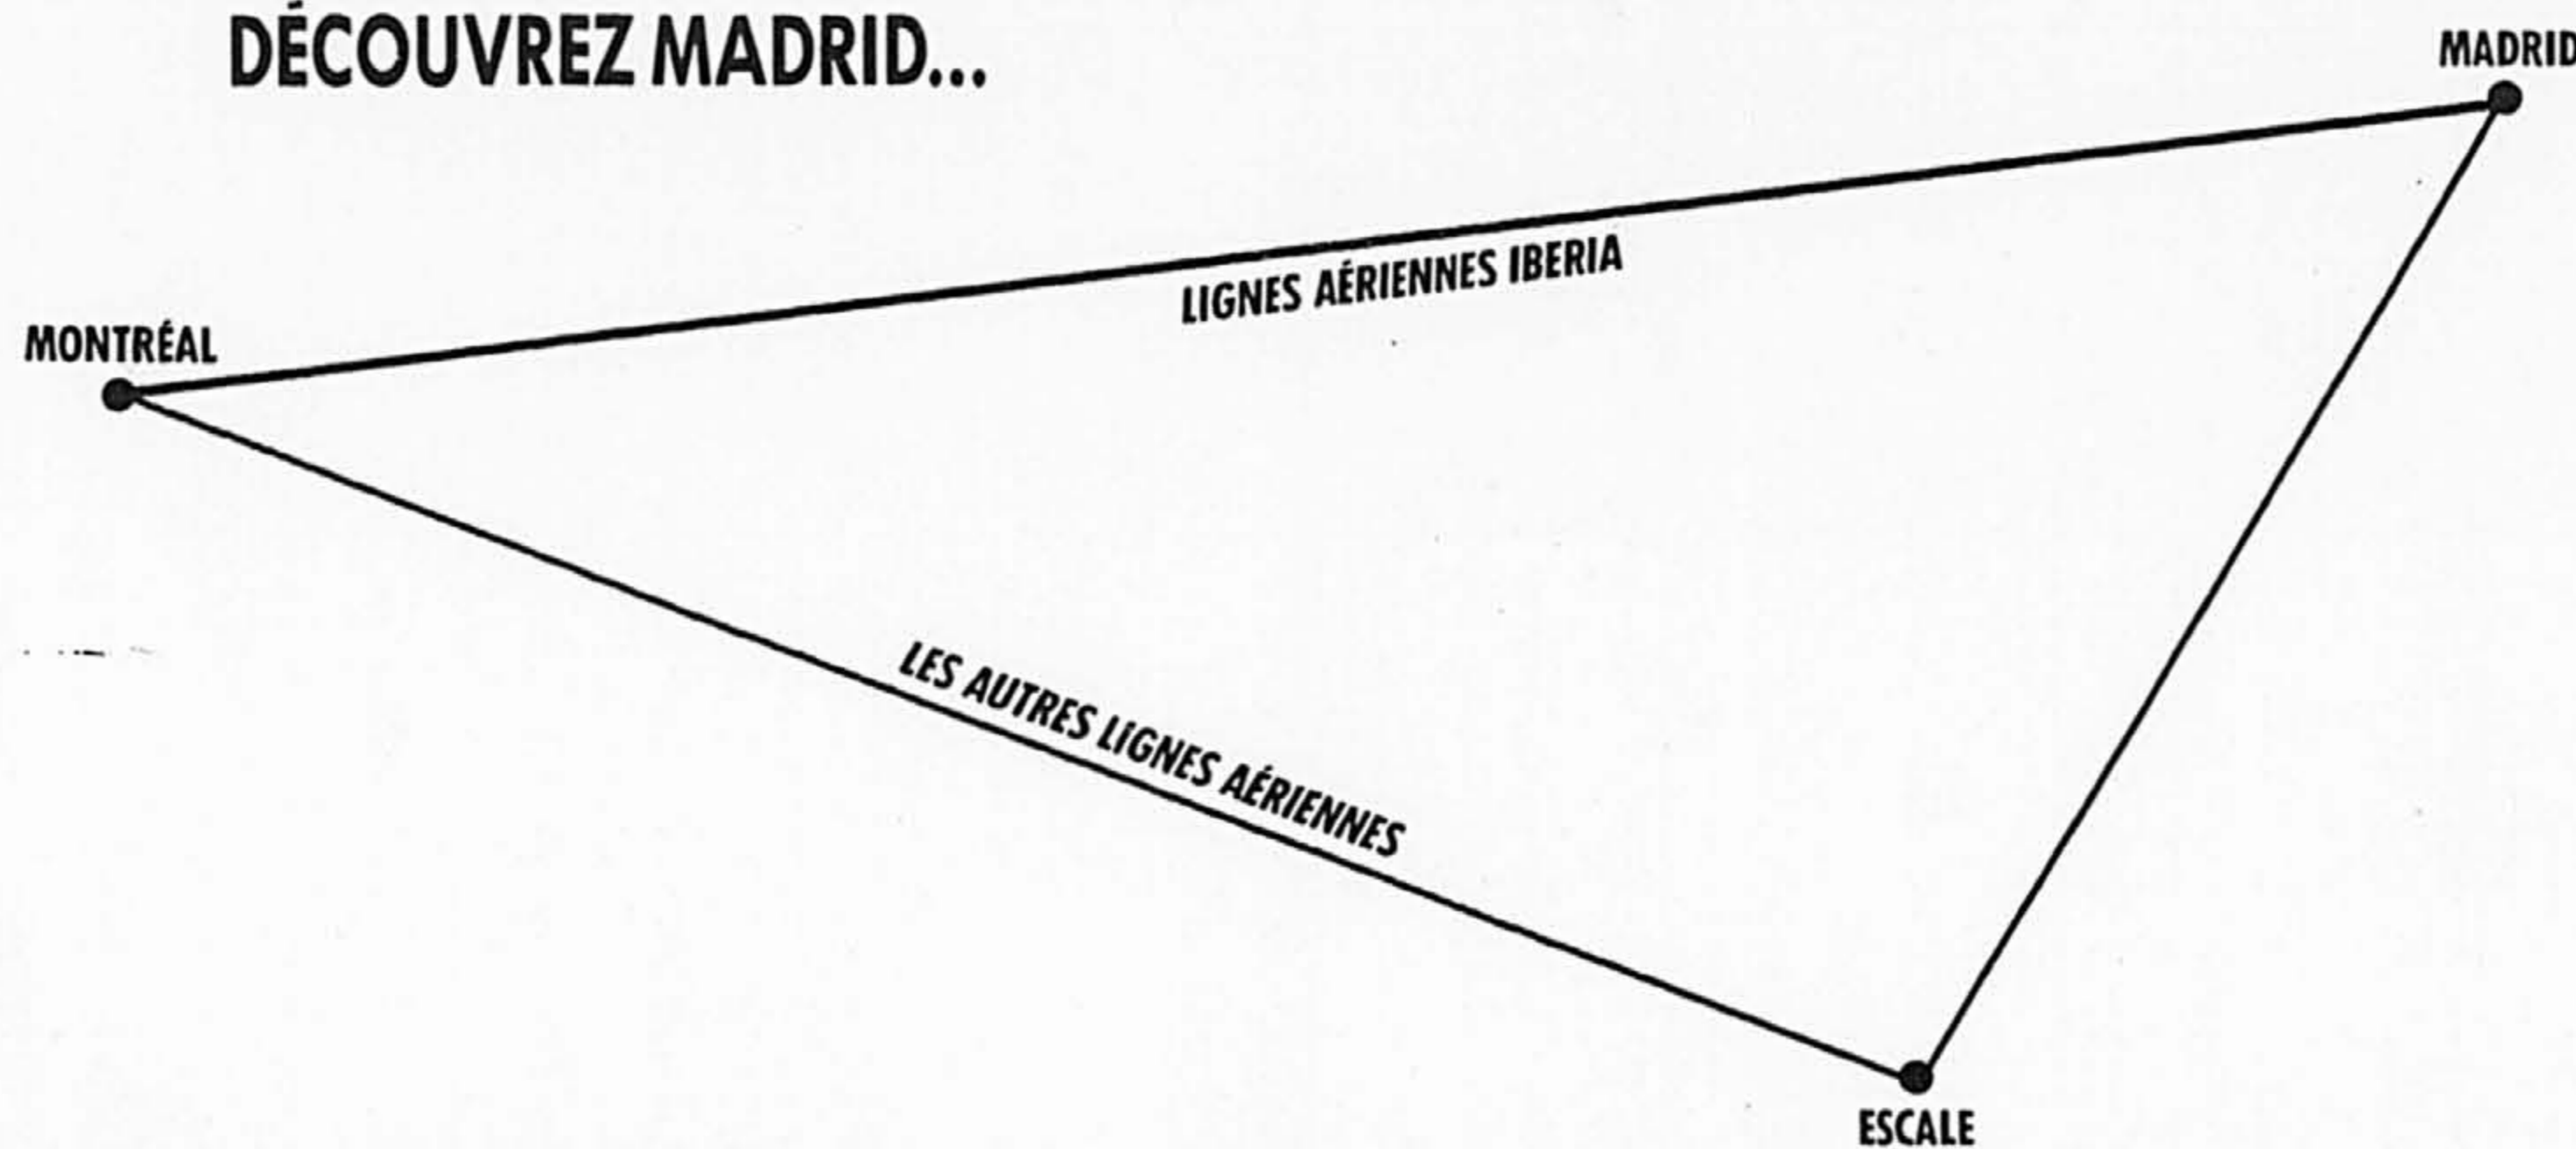 DÉCOUVREZ MADRID...
MADRID
LIGNES AÉRIENNES IBERIA
MONTRÉAL
LES AUTRES LIGNES AÉRIENNES
ESCALE